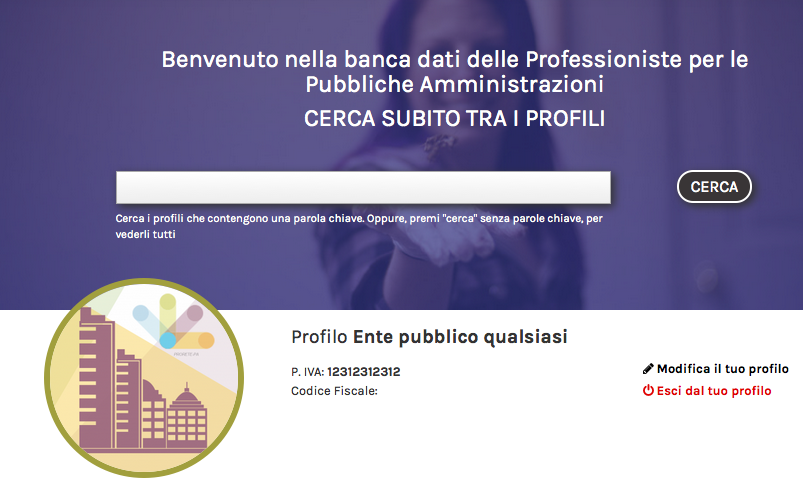 Benvenuto nella banca dati delle Professioniste per le
Pubbliche Amministrazioni
CERCA SUBITO TRA I PROFILI
CERCA
Cerca i profili che contengono una parola chiave. Oppure, premi "cerca" senza parole chiave, per
vederli tutti
Profilo Ente pubblico qualsiasi
P. IVA: 12312312312
Codice Fiscale:
Modifica il tuo profilo
Esci dal tuo profilo